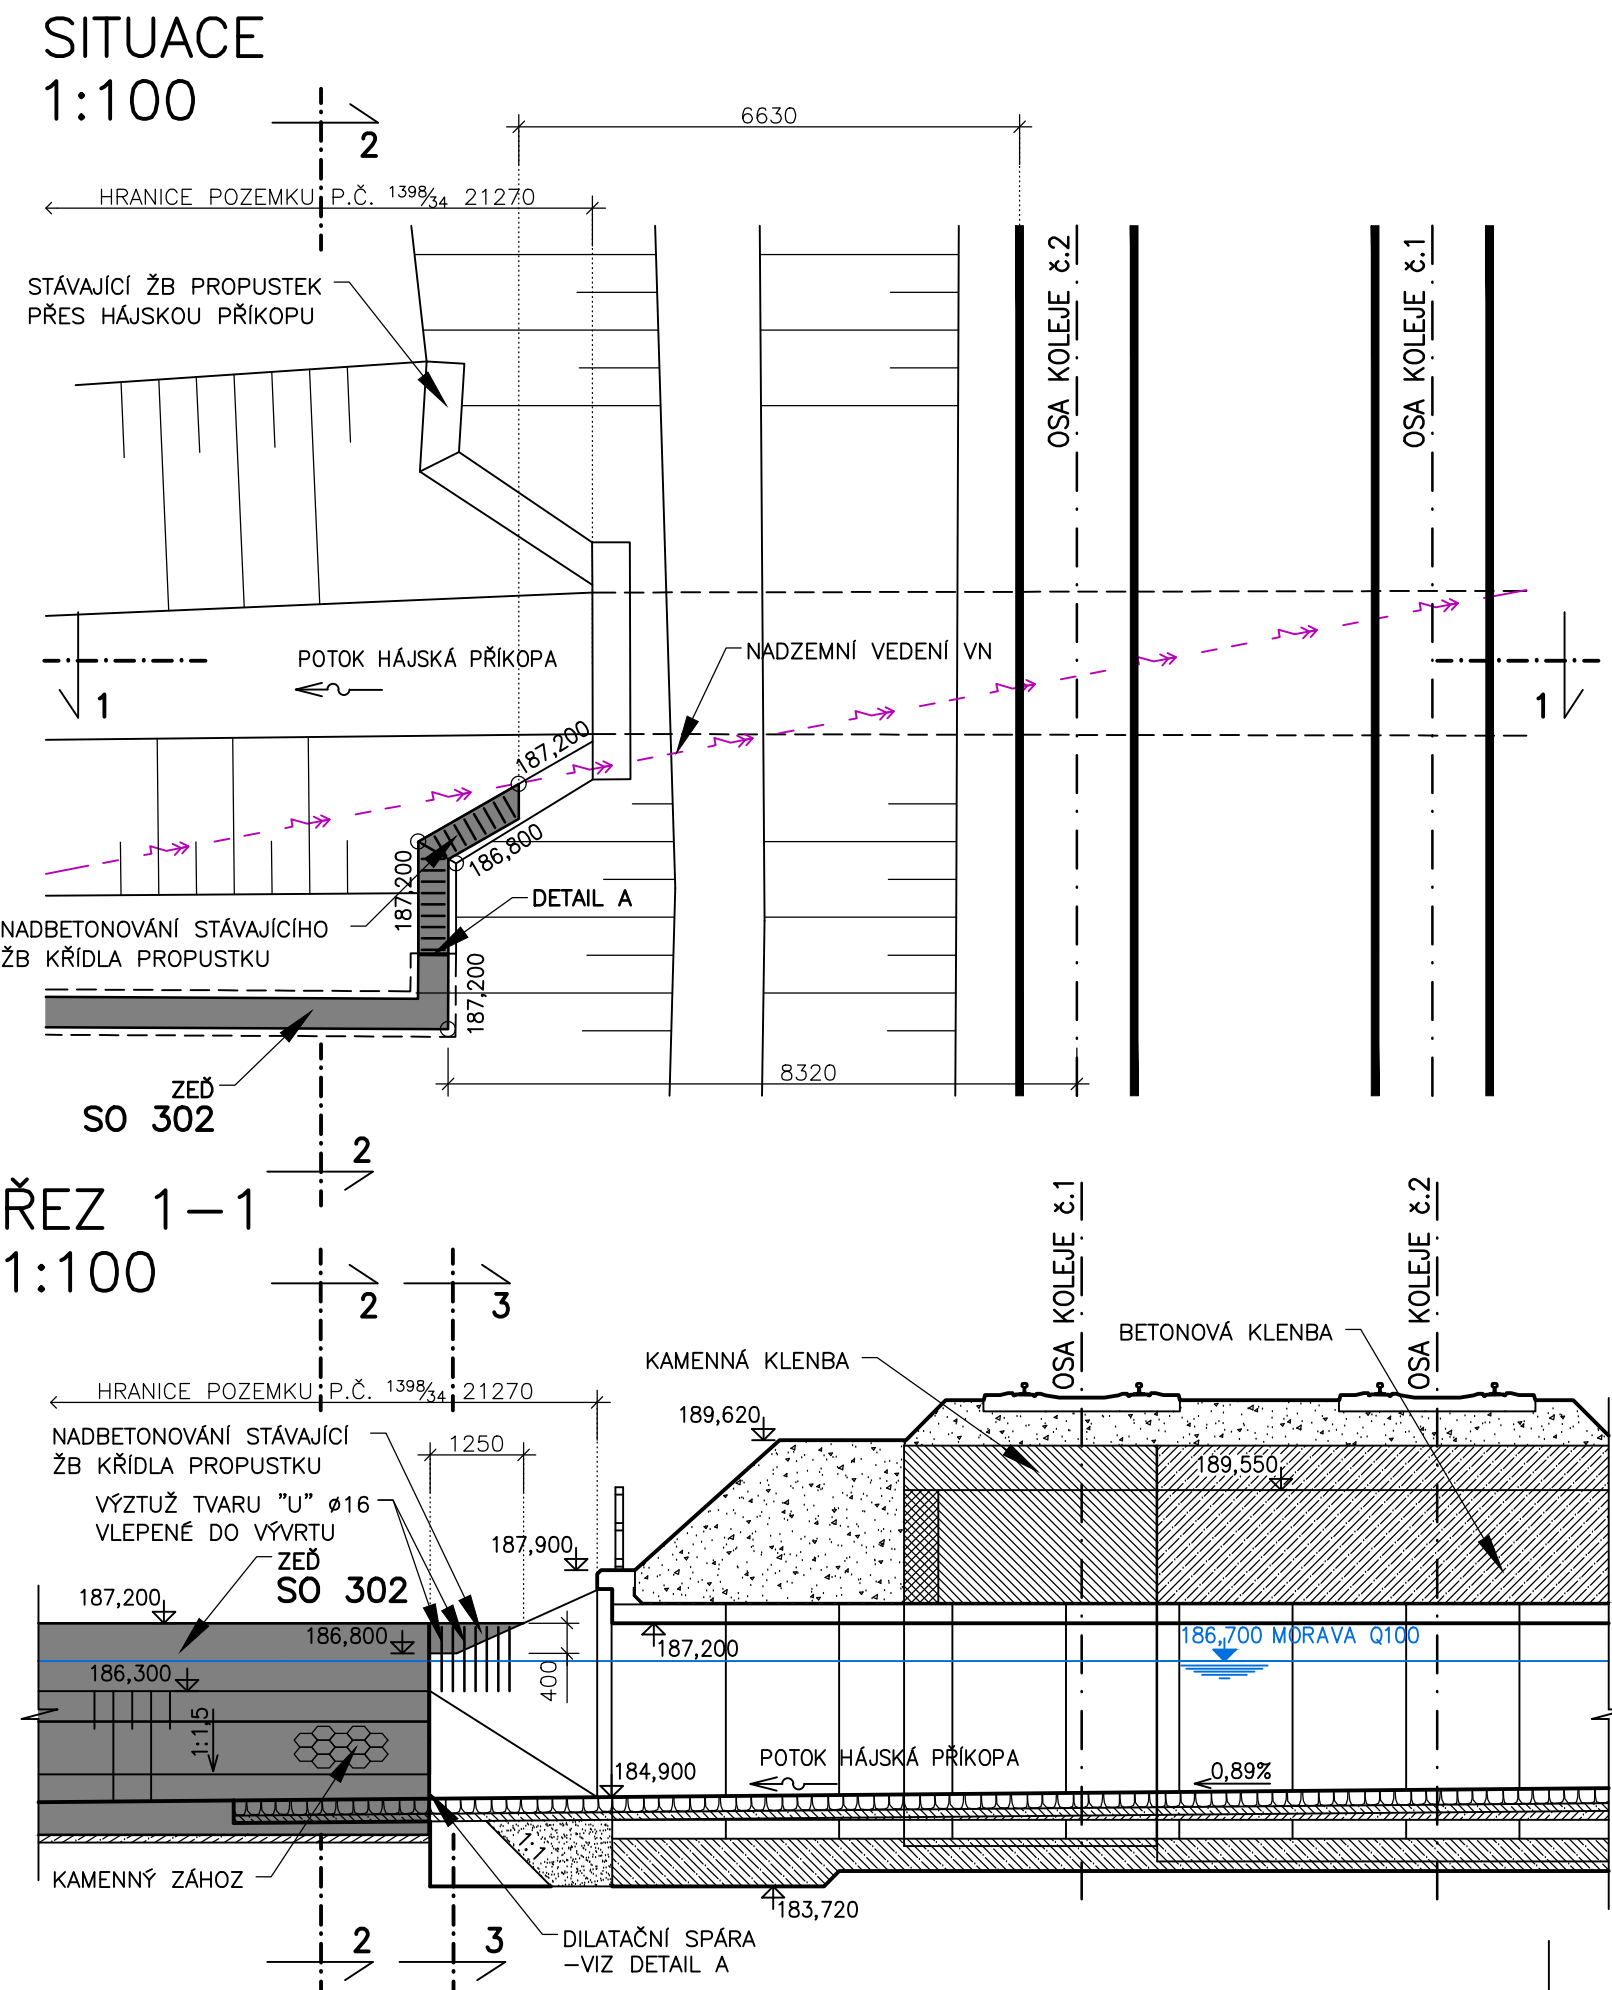 SITUACE
1:100
2
6630
HRANICE POZEMKU P.Č. 1398/34 21270
STÁVAJÍCÍ ŽB PROPUSTEK
PŘES HÁJSKOU PŘÍKOPU
OSA KOLEJE č.2
OSA KOLEJE č.1
POTOK HÁJSKÁ PŘÍKOPA
NADZEMNÍ VEDENÍ VN
1
1
187,200
186,800
187,200
DETAIL A
NADBETONOVÁNÍ STÁVAJÍCÍHO
ŽB KŘÍDLA PROPUSTKU
187,200
ZEĎ
SO 302
8320
2
ŘEZ 1-1
1:100
2
3
OSA KOLEJE č.1
OSA KOLEJE č.2
BETONOVÁ KLENBA
KAMENNÁ KLENBA
HRANICE POZEMKU P.Č. 1398/34 21270
189,620
NADBETONOVÁNÍ STÁVAJÍCÍ
ŽB KŘÍDLA PROPUSTKU
1250
189,550
VÝZTUŽ TVARU "U" ø16
VLEPENÉ DO VÝVRTU
187,900
ZEĎ
SO 302
187,200
186,800
187,200
186,700 MORAVA Q100
186,300
400
1:1,5
POTOK HÁJSKÁ PŘÍKOPA
184,900
0,89%
1:1
KAMENNÝ ZÁHOZ
183,720
2
3
DILATAČNÍ SPÁRA
-VIZ DETAIL A